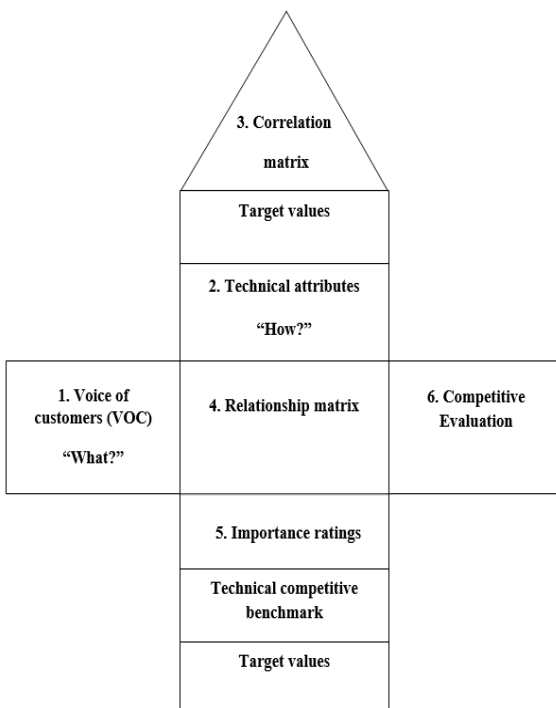 3. Correlation
matrix
Target values
2. Technical attributes
“How?”
1. Voice of
customers (VOC)
“What?”
4. Relationship matrix
6. Competitive
Evaluation
5. Importance ratings
Technical competitive
benchmark
Target values